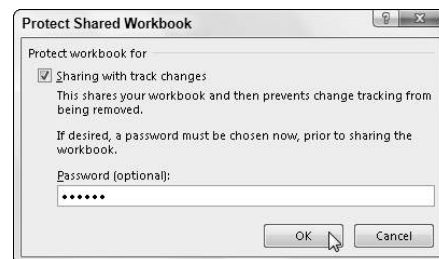 Protect Shared Workbook
Protect workbook for
Sharing with track changes
This shares your workbook and then prevents change tracking from
being removed.
If desired, a password must be chosen now, prior to sharing the
workbook.
Password (optional):
••••••
OK
Cancel